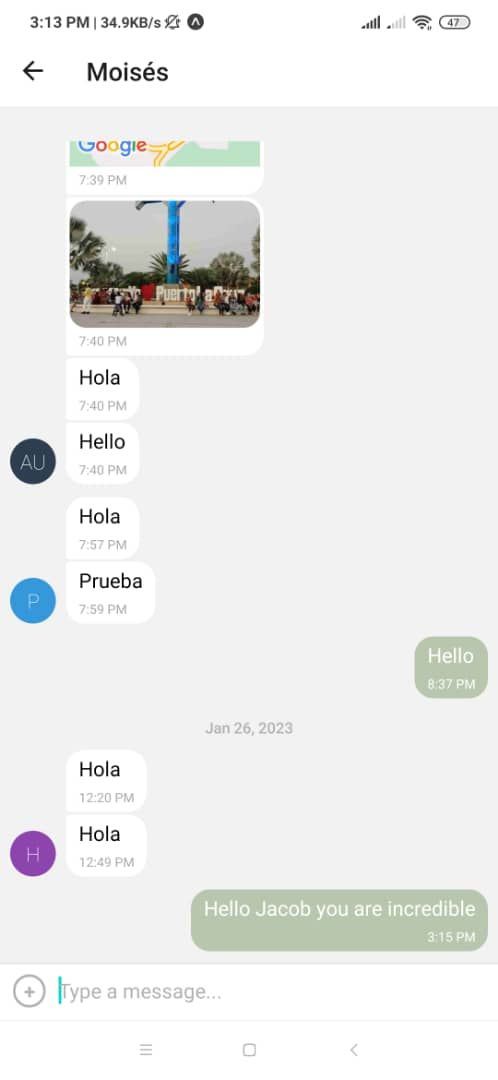 3:13 PM | 34.9KB/s
47
Moisés
Google
7:39 PM
Puerto La
7:40 PM
Hola
7:40 PM
AU
Hello
7:40 PM
Hola
7:57 PM
P
Prueba
7:59 PM
Hello
8:37 PM
Jan 26, 2023
Hola
12:20 PM
H
Hola
12:49 PM
Hello Jacob you are incredible
3:15 PM
Type a message...